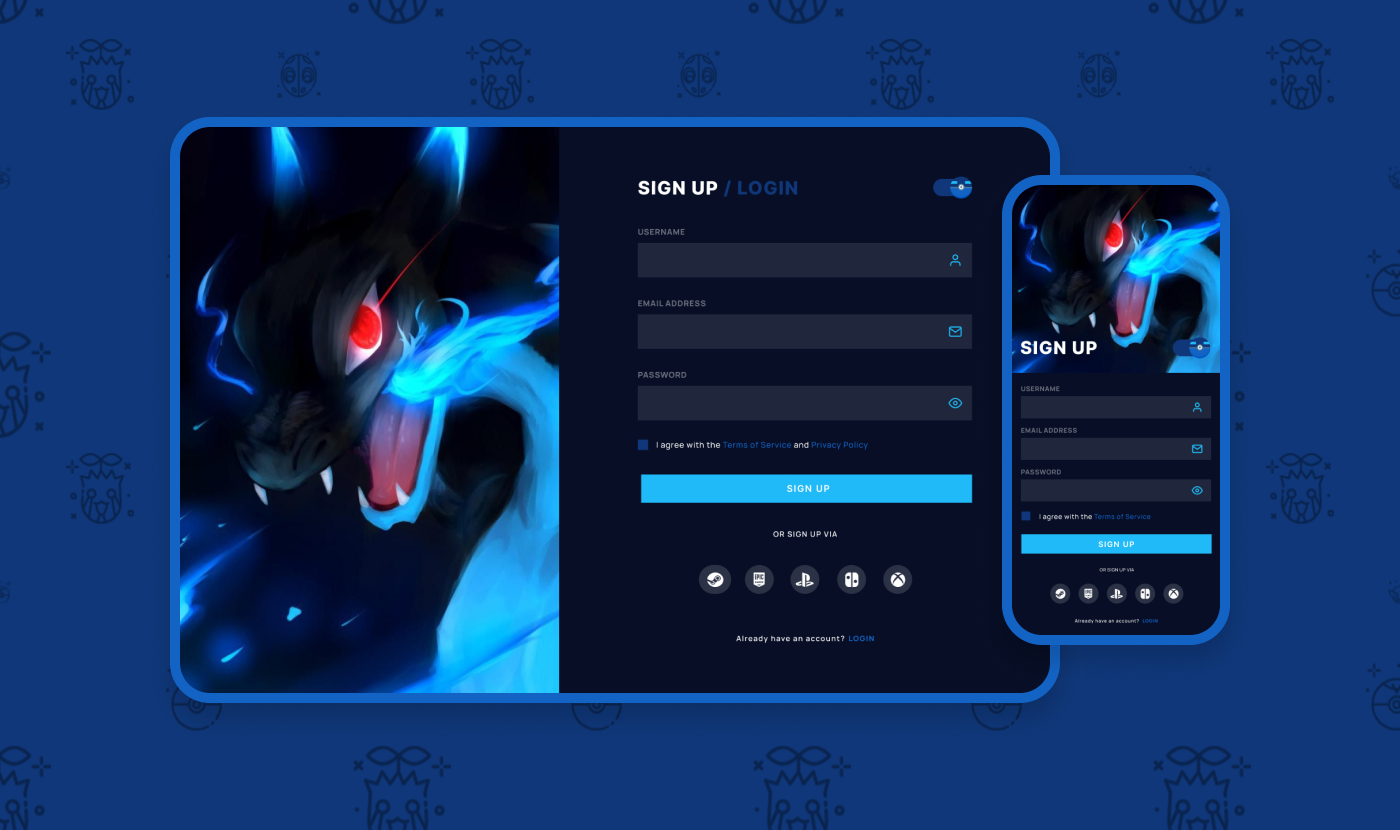 SIGN UP / LOGIN
USERNAME
EMAIL ADDRESS
PASSWORD
I agree with the Terms of Service and Privacy Policy
SIGN UP
OR SIGN UP VIA
EPIC
Already have an account? LOGIN
SIGN UP
USERNAME
EMAIL ADDRESS
PASSWORD
I agree with the Terms of Service
SIGN UP
OR SIGN UP VIA
Already have an account? LOGIN